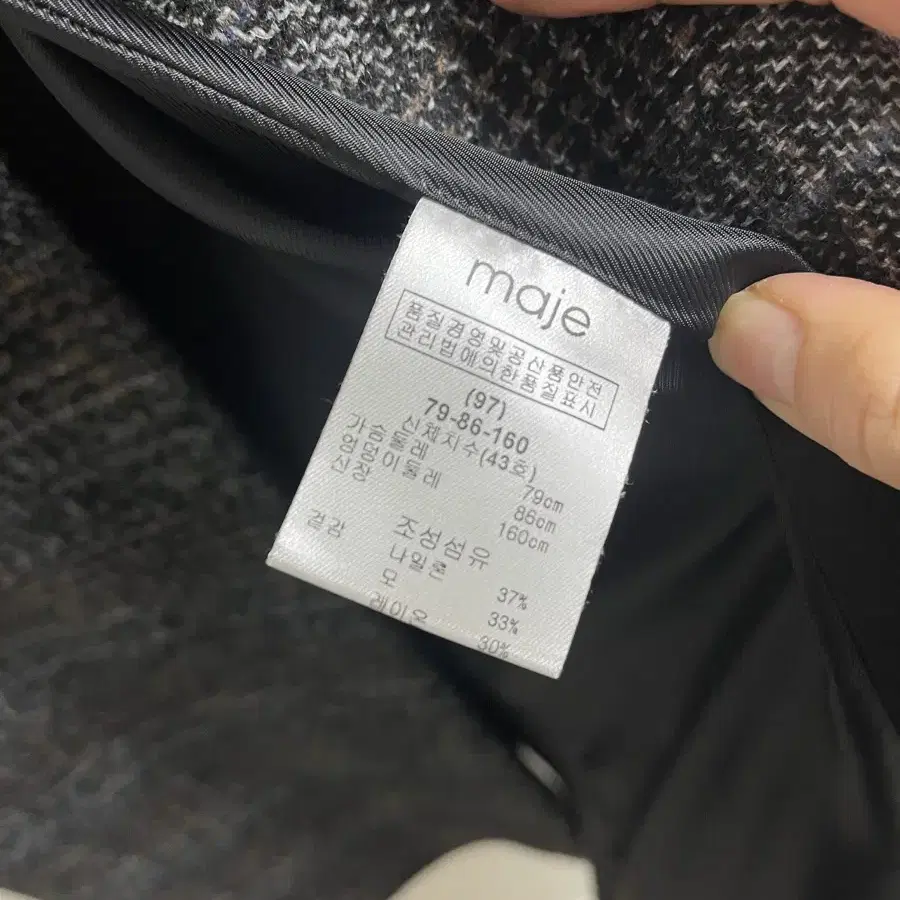 maje
품질경영및공산품안전
관리법에의한품질표시
(97)
79-86-160
신체지수(43호)
가슴둘레 79cm
엉덩이둘레 86cm
신장 160cm
조성섬유
겉감 나일론 37%
모 33%
레이온 30%